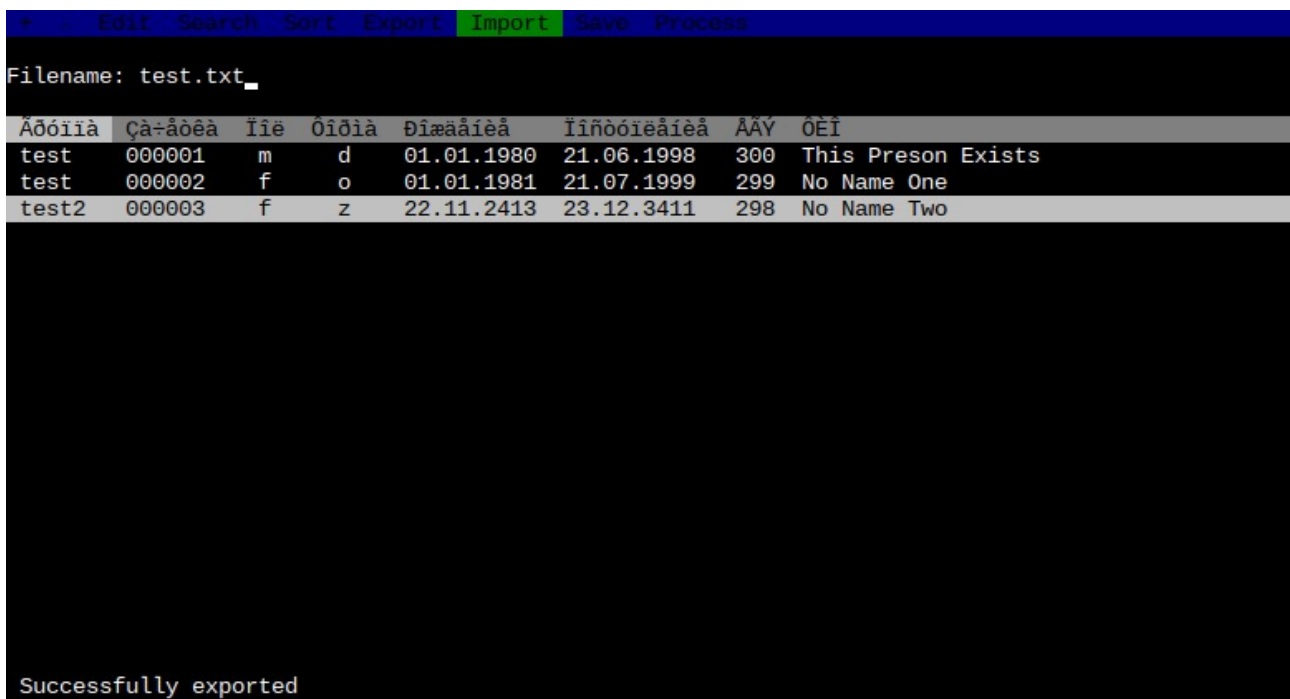 + - Edit Search Sort Export Import Save Process
Filename: test.txt
Ãðóïïà Çà÷åòêà Ïîë Ôîðìà Ðîæäåíèå Ïîñòóïëåíèå ÅÃÝ ÔÈÎ
test 000001 m d 01.01.1980 21.06.1998 300 This Preson Exists
test 000002 f o 01.01.1981 21.07.1999 299 No Name One
test2 000003 f z 22.11.2413 23.12.3411 298 No Name Two
Successfully exported